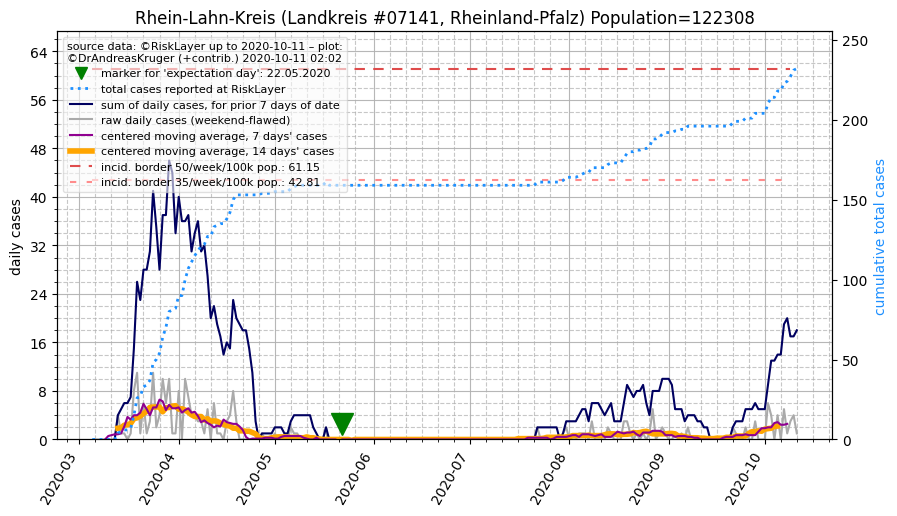 Rhein-Lahn-Kreis (Landkreis #07141, Rheinland-Pfalz) Population=122308
source data: ©RiskLayer up to 2020-10-11 – plot:
©DrAndreasKruger (+contrib.) 2020-10-11 02:02
marker for 'expectation day': 22.05.2020
total cases reported at RiskLayer
sum of daily cases, for prior 7 days of date
raw daily cases (weekend-flawed)
centered moving average, 7 days' cases
centered moving average, 14 days' cases
incid. border 50/week/100k pop.: 61.15
incid. border 35/week/100k pop.: 42.81
daily cases
64
56
48
40
32
24
16
8
0
cumulative total cases
250
200
150
100
50
0
2020-03
2020-04
2020-05
2020-06
2020-07
2020-08
2020-09
2020-10